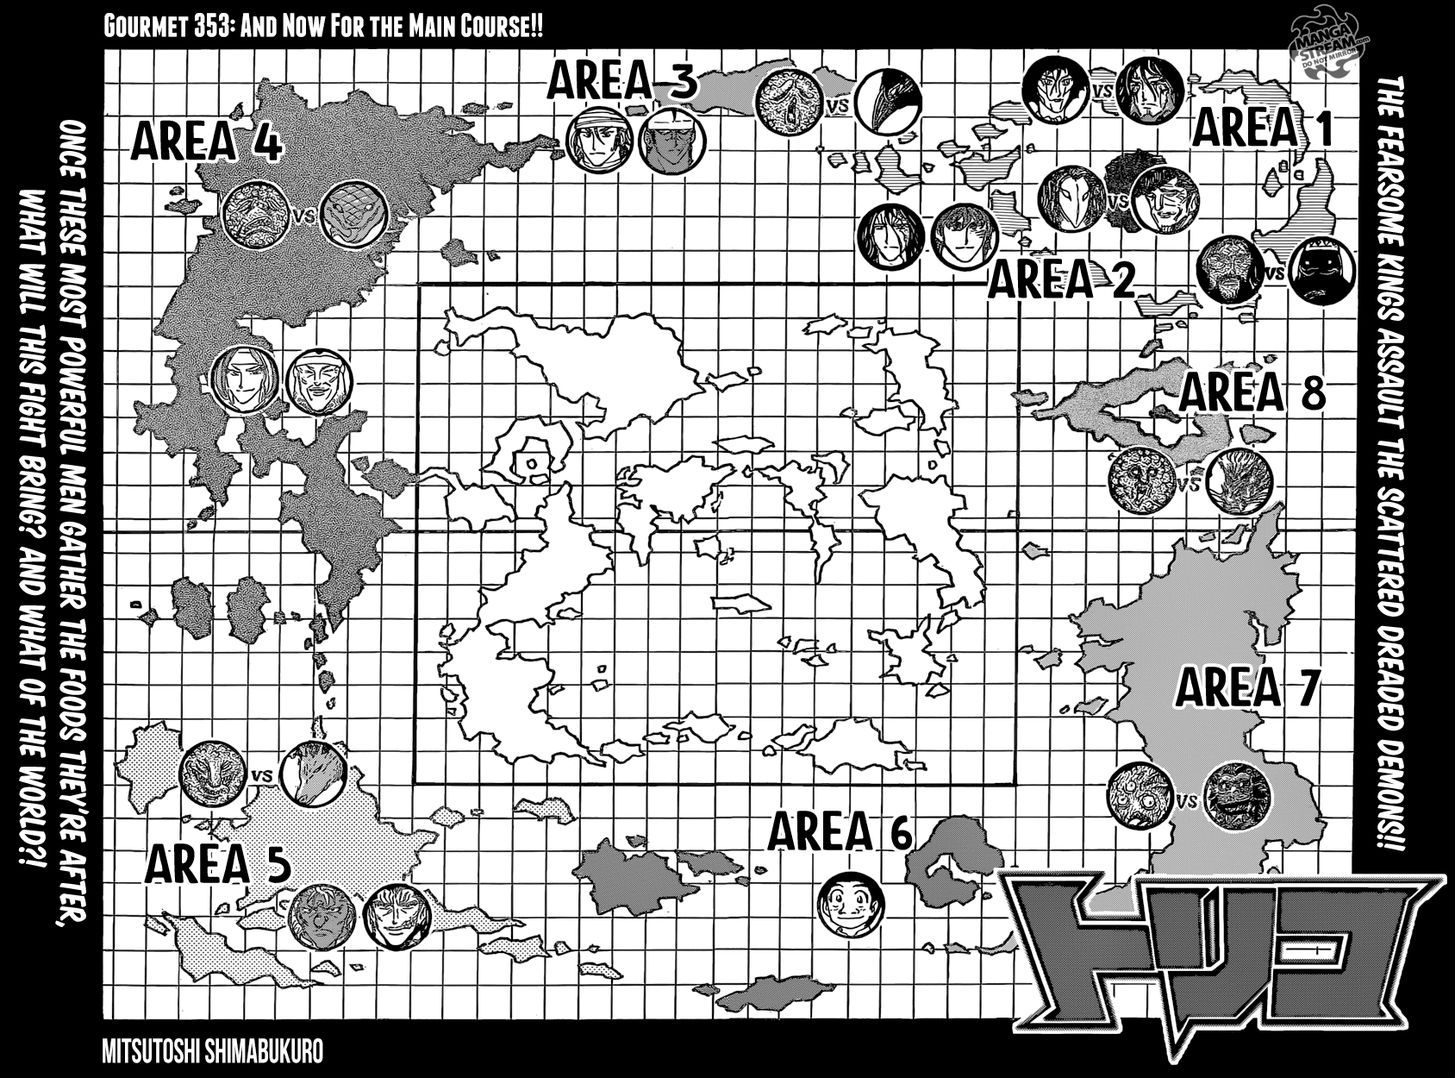 GOURMET 353: AND NOW FOR THE MAIN COURSE!!
MANGA
STREAM.com
DO NOT MIRROR
THE FEARSOME KINGS ASSAULT THE SCATTERED DREADED DEMONS!!
ONCE THESE MOST POWERFUL MEN GATHER THE FOODS THEY'RE AFTER,
WHAT WILL THIS FIGHT BRING? AND WHAT OF THE WORLD?!
AREA 3
VS
VS
AREA 1
AREA 4
VS
VS
AREA 2
VS
AREA 8
VS
AREA 7
VS
VS
AREA 5
AREA 6
トリコ
MITSUTOSHI SHIMABUKURO